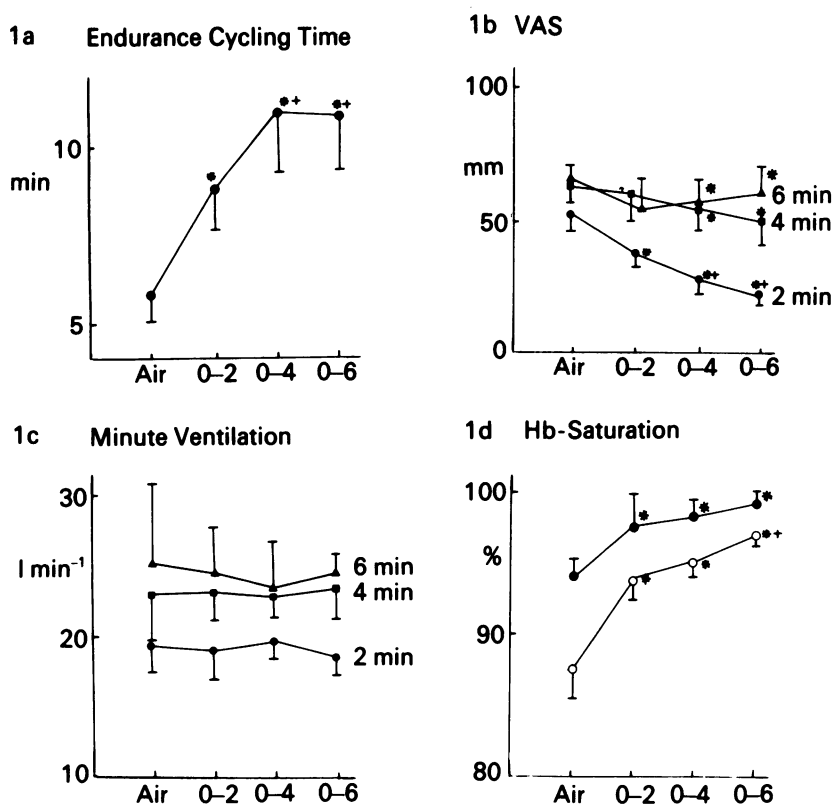 1a Endurance Cycling Time
10
min
5
Air 0–2 0–4 0–6
* *+ *+
1b VAS
100
mm
50
0
* * 6 min
* * 4 min
* *+ *+ 2 min
Air 0–2 0–4 0–6
1c Minute Ventilation
30
l min⁻¹
20
10
6 min
4 min
2 min
Air 0–2 0–4 0–6
1d Hb-Saturation
100
%
90
80
* * *
* * *+
Air 0–2 0–4 0–6